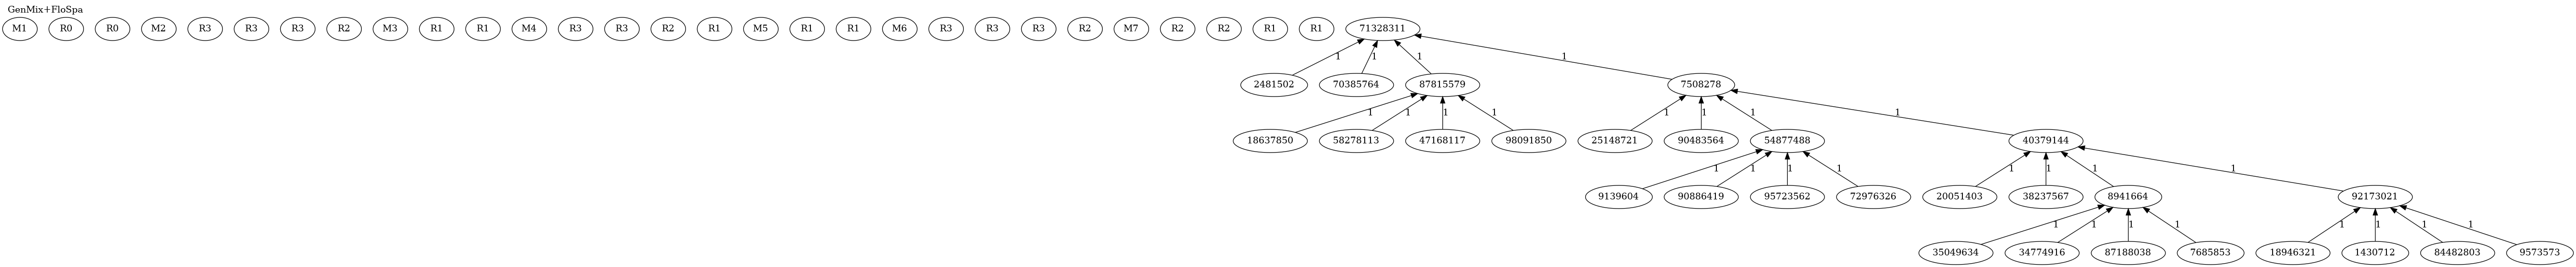 GenMix+FloSpa
M1 R0 R0 M2 R3 R3 R3 R2 M3 R1 R1 M4 R3 R3 R2 R1 M5 R1 R1 M6 R3 R3 R3 R2 M7 R2 R2 R1 R1 71328311
1 1 1 1
2481502 70385764 87815579 7508278
1 1 1 1 1 1 1 1
18637850 58278113 47168117 98091850 25148721 90483564 54877488 40379144
1 1 1 1 1 1 1 1
9139604 90886419 95723562 72976326 20051403 38237567 8941664 92173021
1 1 1 1 1 1 1 1
35049634 34774916 87188038 7685853 18946321 1430712 84482803 9573573